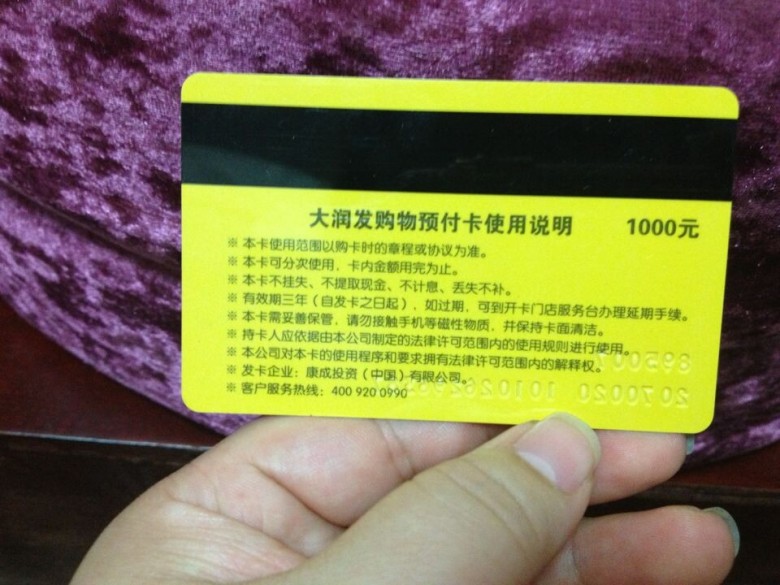 大润发购物预付卡使用说明 1000元
※ 本卡使用范围以购卡时的章程或协议为准。
※ 本卡可分次使用，卡内金额用完为止。
※ 本卡不挂失、不提取现金、不计息、丢失不补。
※ 有效期三年（自发卡之日起），如过期，可到开卡门店服务台办理延期手续。
※ 本卡需妥善保管，请勿接触手机等磁性物质，并保持卡面清洁。
※ 持卡人应依据由本公司制定的法律许可范围内的使用规则进行使用。
※ 本公司对本卡的使用程序和要求拥有法律许可范围内的解释权。
※ 发卡企业：康成投资（中国）有限公司。
※ 客户服务热线：400 920 0990